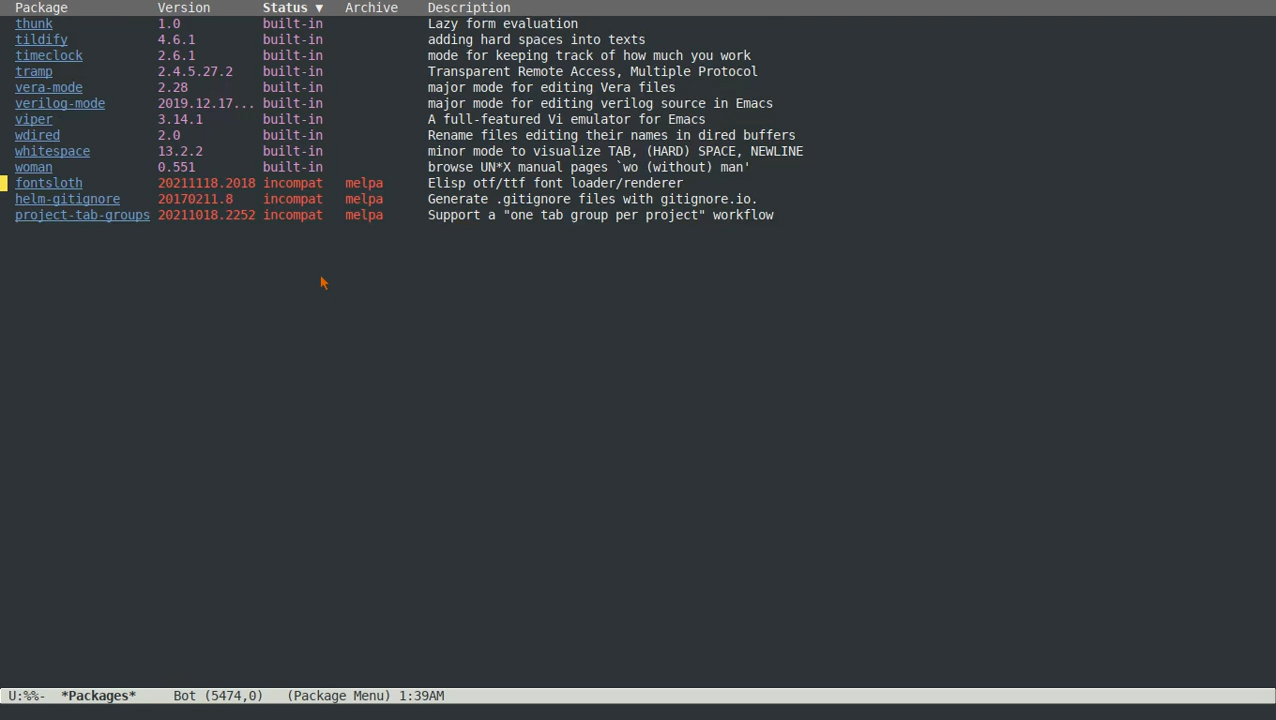 Package Version Status ▼ Archive Description
thunk 1.0 built-in Lazy form evaluation
tildify 4.6.1 built-in adding hard spaces into texts
timeclock 2.6.1 built-in mode for keeping track of how much you work
tramp 2.4.5.27.2 built-in Transparent Remote Access, Multiple Protocol
vera-mode 2.28 built-in major mode for editing Vera files
verilog-mode 2019.12.17... built-in major mode for editing verilog source in Emacs
viper 3.14.1 built-in A full-featured Vi emulator for Emacs
wdired 2.0 built-in Rename files editing their names in dired buffers
whitespace 13.2.2 built-in minor mode to visualize TAB, (HARD) SPACE, NEWLINE
woman 0.551 built-in browse UN*X manual pages `wo (without) man'
fontsloth 20211118.2018 incompat melpa Elisp otf/ttf font loader/renderer
helm-gitignore 20170211.8 incompat melpa Generate .gitignore files with gitignore.io.
project-tab-groups 20211018.2252 incompat melpa Support a "one tab group per project" workflow
U:%%- *Packages* Bot (5474,0) (Package Menu) 1:39AM